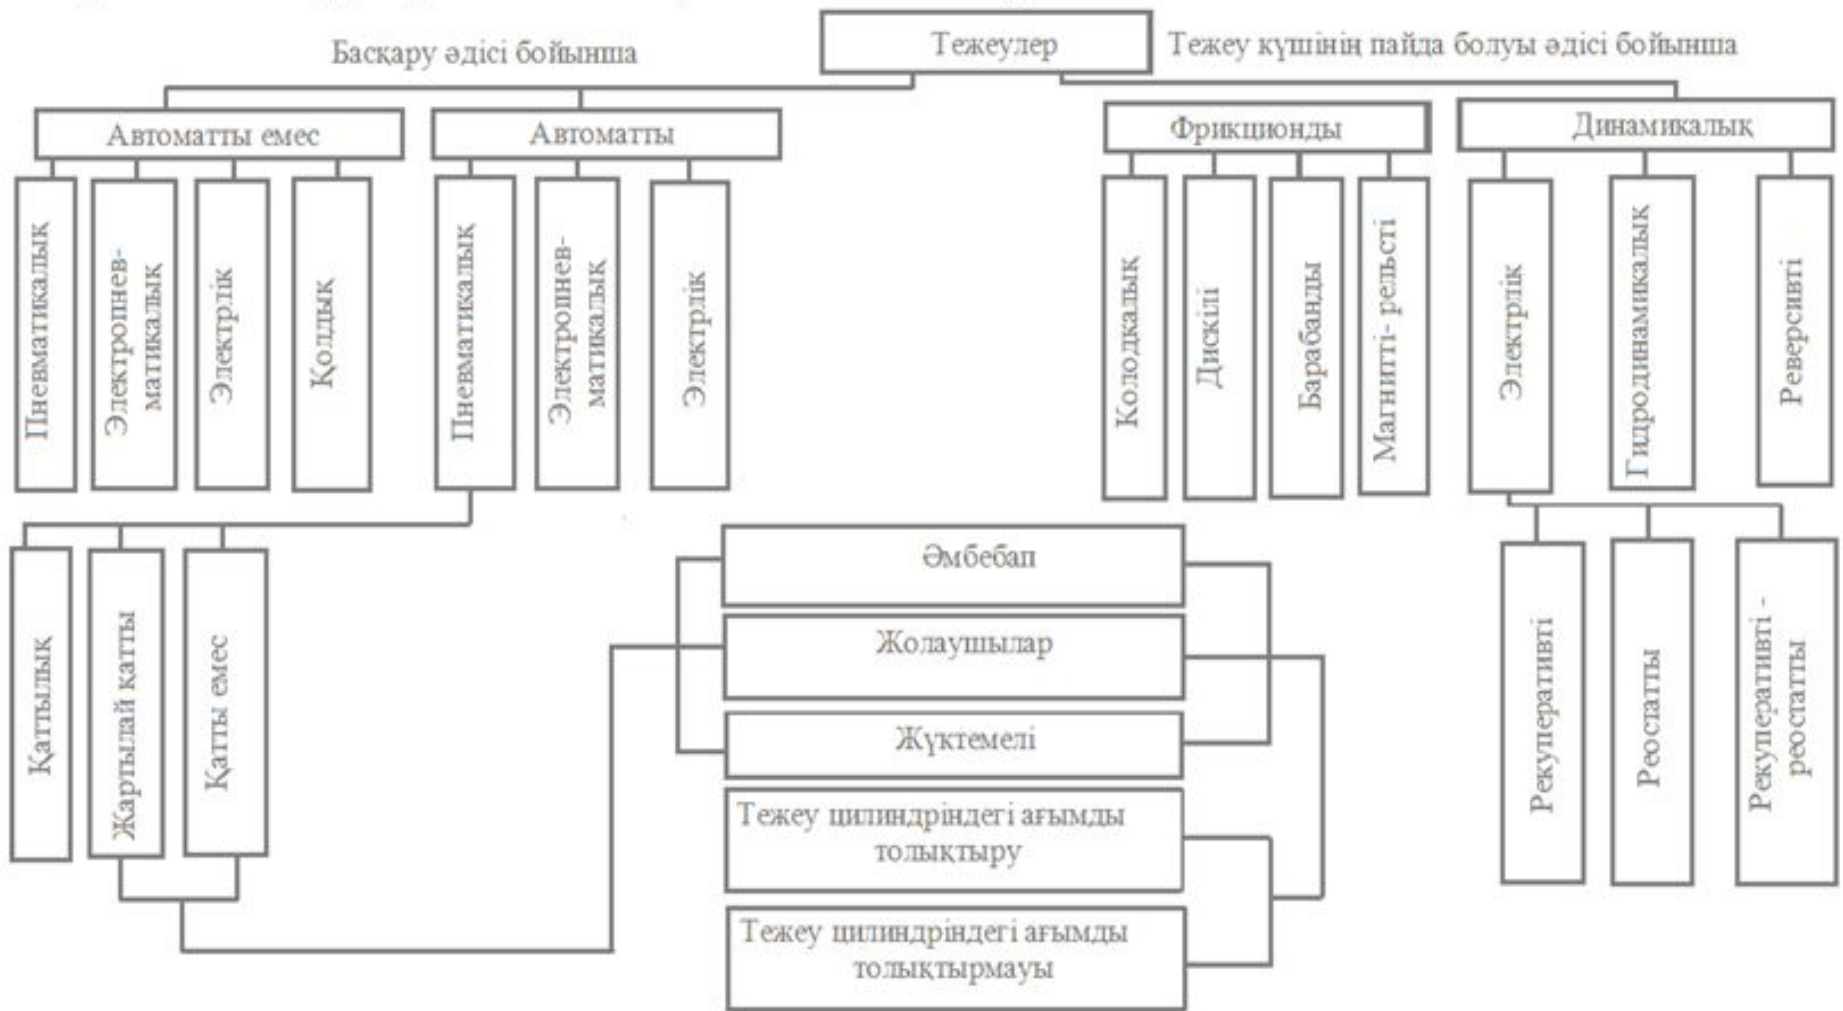 Тежеулер
Басқару әдісі бойынша
Тежеу күшінің пайда болуы әдісі бойынша
Автоматты емес
Автоматты
Фрикционды
Динамикалық
Пневматикалық
Электропнев-
матикалық
Электрлік
Қолдық
Пневматикалық
Электропнев-
матикалық
Электрлік
Колодкалық
Дискілі
Барабанды
Магнитті- рельсті
Электрлік
Гидродинамикалық
Реверсивті
Қаттылық
Жартылай қатты
Қатты емес
Әмбебап
Жолаушылар
Жүктемелі
Тежеу цилиндріндегі ағымды
толықтыру
Тежеу цилиндріндегі ағымды
толықтырмауы
Рекуперативті
Реостатты
Рекуперативті -
реостатты